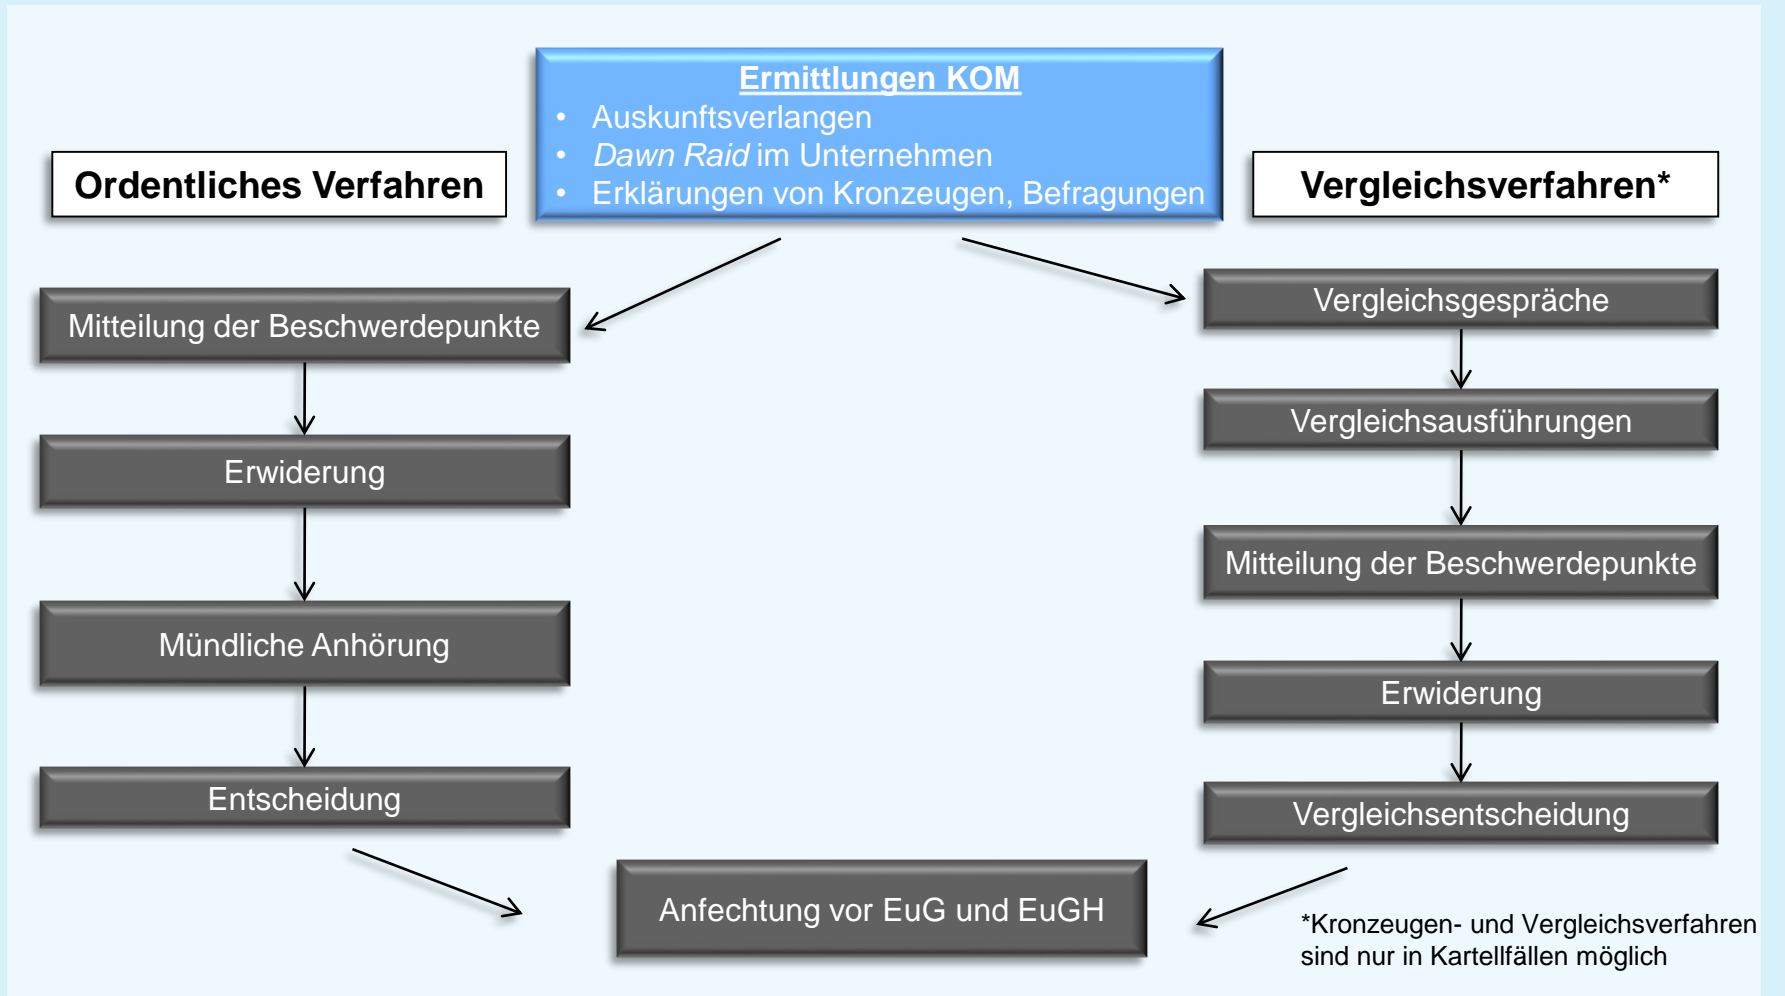 Ermittlungen KOM
• Auskunftsverlangen
• Dawn Raid im Unternehmen
• Erklärungen von Kronzeugen, Befragungen
Ordentliches Verfahren
Mitteilung der Beschwerdepunkte
Erwiderung
Mündliche Anhörung
Entscheidung
Vergleichsverfahren*
Vergleichsgespräche
Vergleichsausführungen
Mitteilung der Beschwerdepunkte
Erwiderung
Vergleichsentscheidung
Anfechtung vor EuG und EuGH
*Kronzeugen- und Vergleichsverfahren
sind nur in Kartellfällen möglich